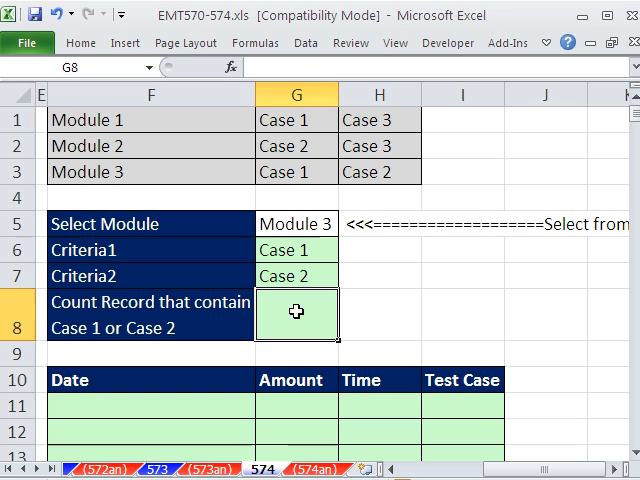 EMT570-574.xls [Compatibility Mode] - Microsoft Excel
File Home Insert Page Layout Formulas Data Review View Developer Add-Ins
G8 fx
E F G H I J K
1 Module 1 Case 1 Case 3
2 Module 2 Case 2 Case 3
3 Module 3 Case 1 Case 2
4
5 Select Module Module 3 <<<===================Select from
6 Criteria1 Case 1
7 Criteria2 Case 2
Count Record that contain
8 Case 1 or Case 2
9
10 Date Amount Time Test Case
11
12
13
(572an) 573 (573an) 574 (574an)